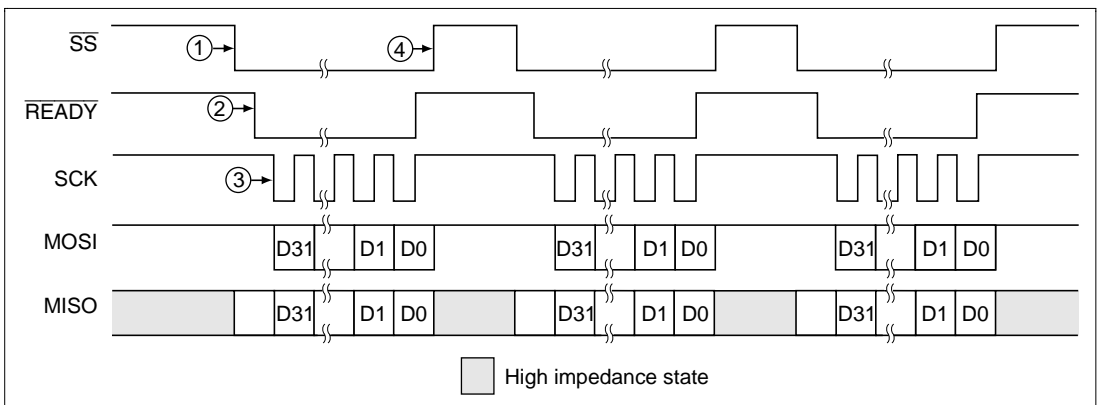 SS ① ④
READY ②
SCK ③
MOSI D31 D1 D0 D31 D1 D0 D31 D1 D0
MISO D31 D1 D0 D31 D1 D0 D31 D1 D0
High impedance state